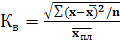 Кв = √Σ(x−x̄)²/n / x̄пл